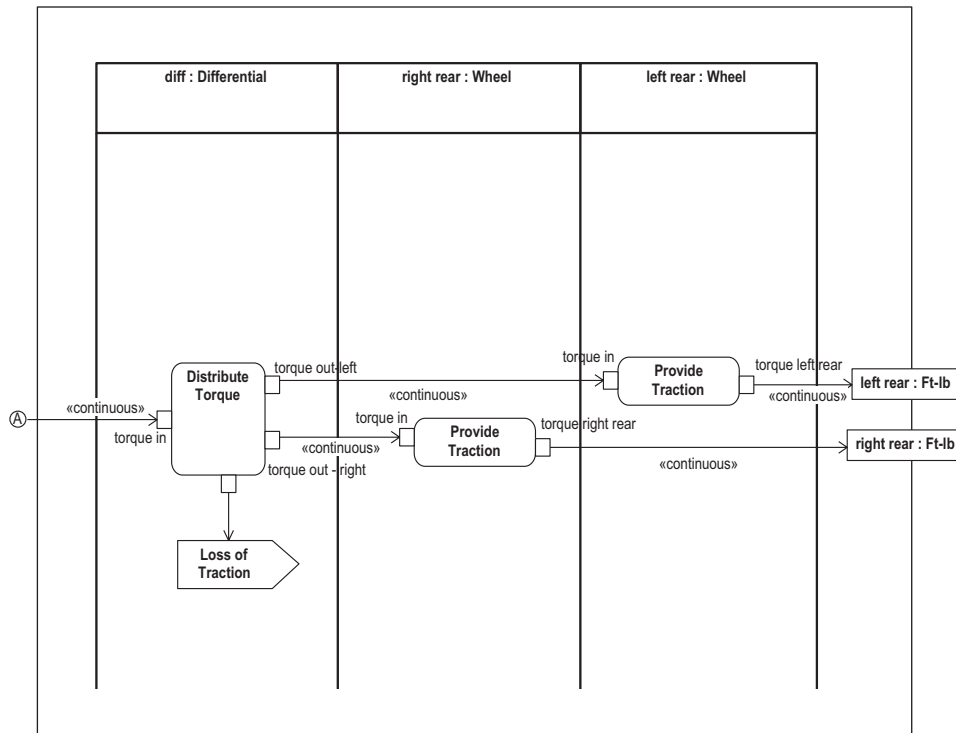 diff : Differential
right rear : Wheel
left rear : Wheel
A
«continuous»
torque in
Distribute
Torque
torque out-left
«continuous»
torque in
Provide
Traction
torque left rear
«continuous»
left rear : Ft-lb
torque out - right
«continuous»
torque in
Provide
Traction
torque right rear
«continuous»
right rear : Ft-lb
Loss of
Traction